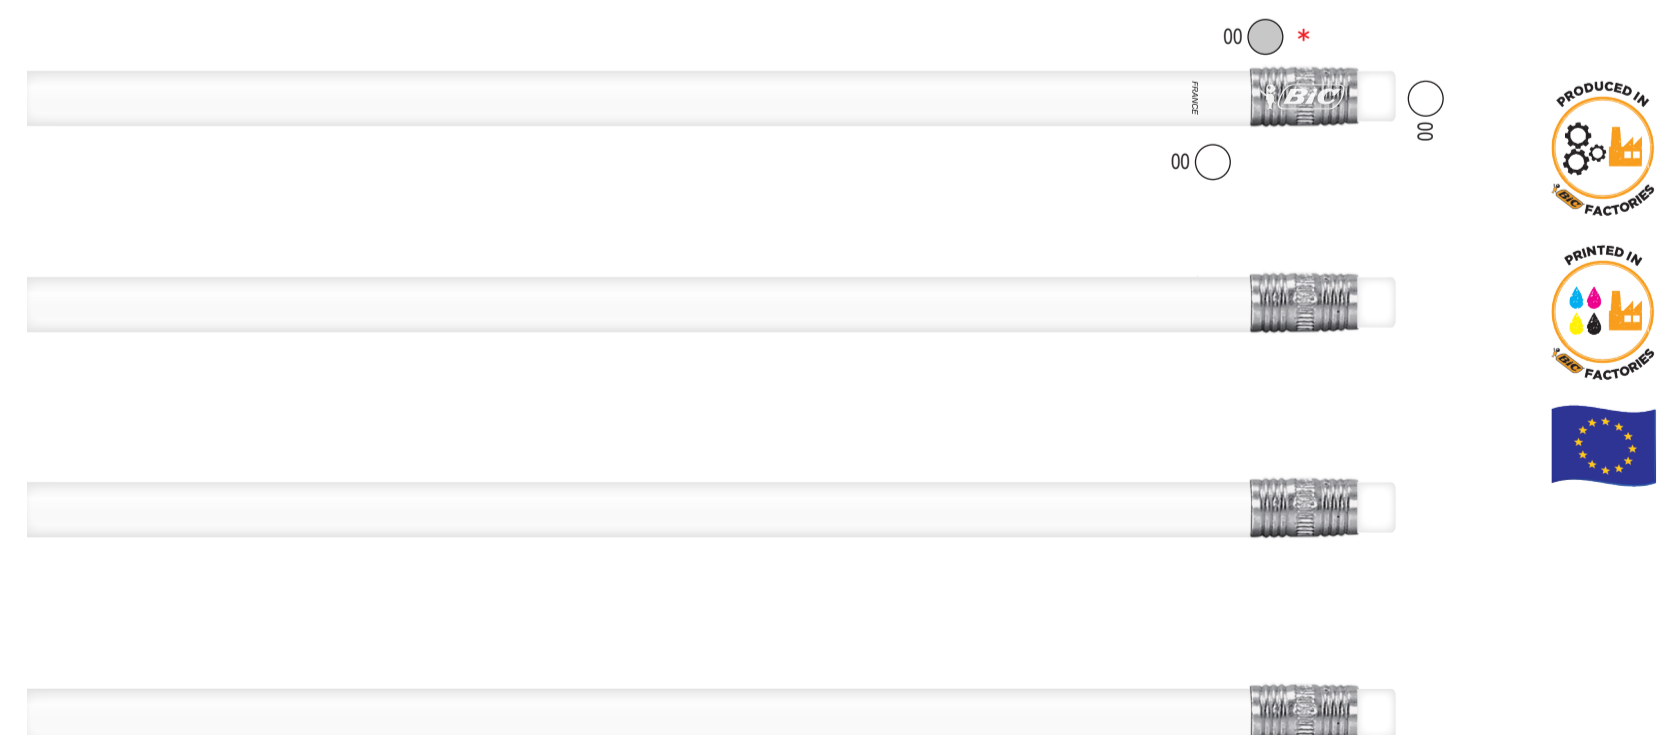 00 *
FRANCE
BIC
00
00
PRODUCED IN
BIC FACTORIES
PRINTED IN
BIC FACTORIES